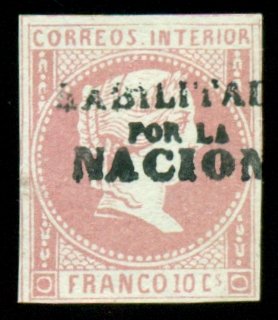 CORREOS. INTERIOR
HABILITAD
POR LA
NACION
FRANCO 10 Cs